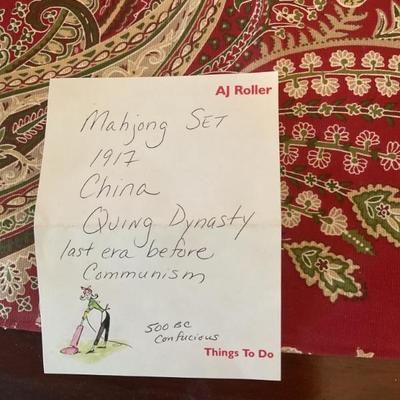 AJ Roller
Mahjong SET
1917
China
Quing Dynasty
last era before
Communism
500 BC
Confucious
Things To Do